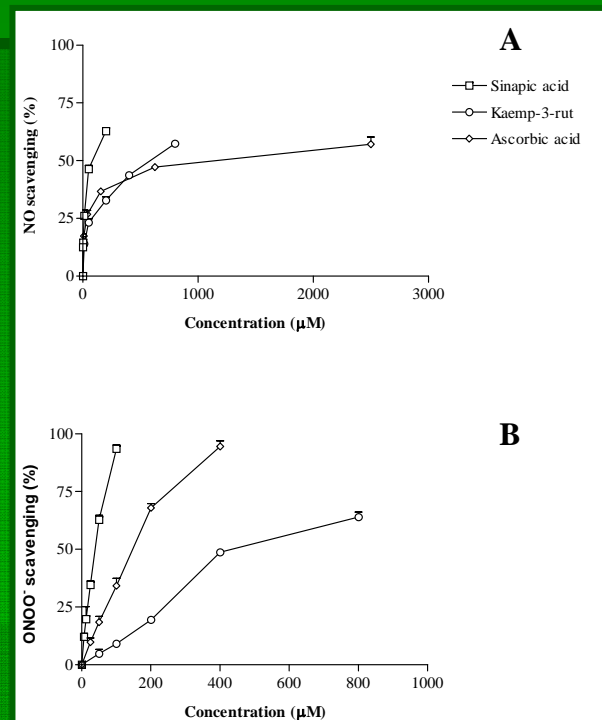 A
Sinapic acid
Kaemp-3-rut
Ascorbic acid
NO scavenging (%)
100
75
50
25
0
0 1000 2000 3000
Concentration (µM)
B
ONOO⁻ scavenging (%)
100
75
50
25
0
0 200 400 600 800 1000
Concentration (µM)